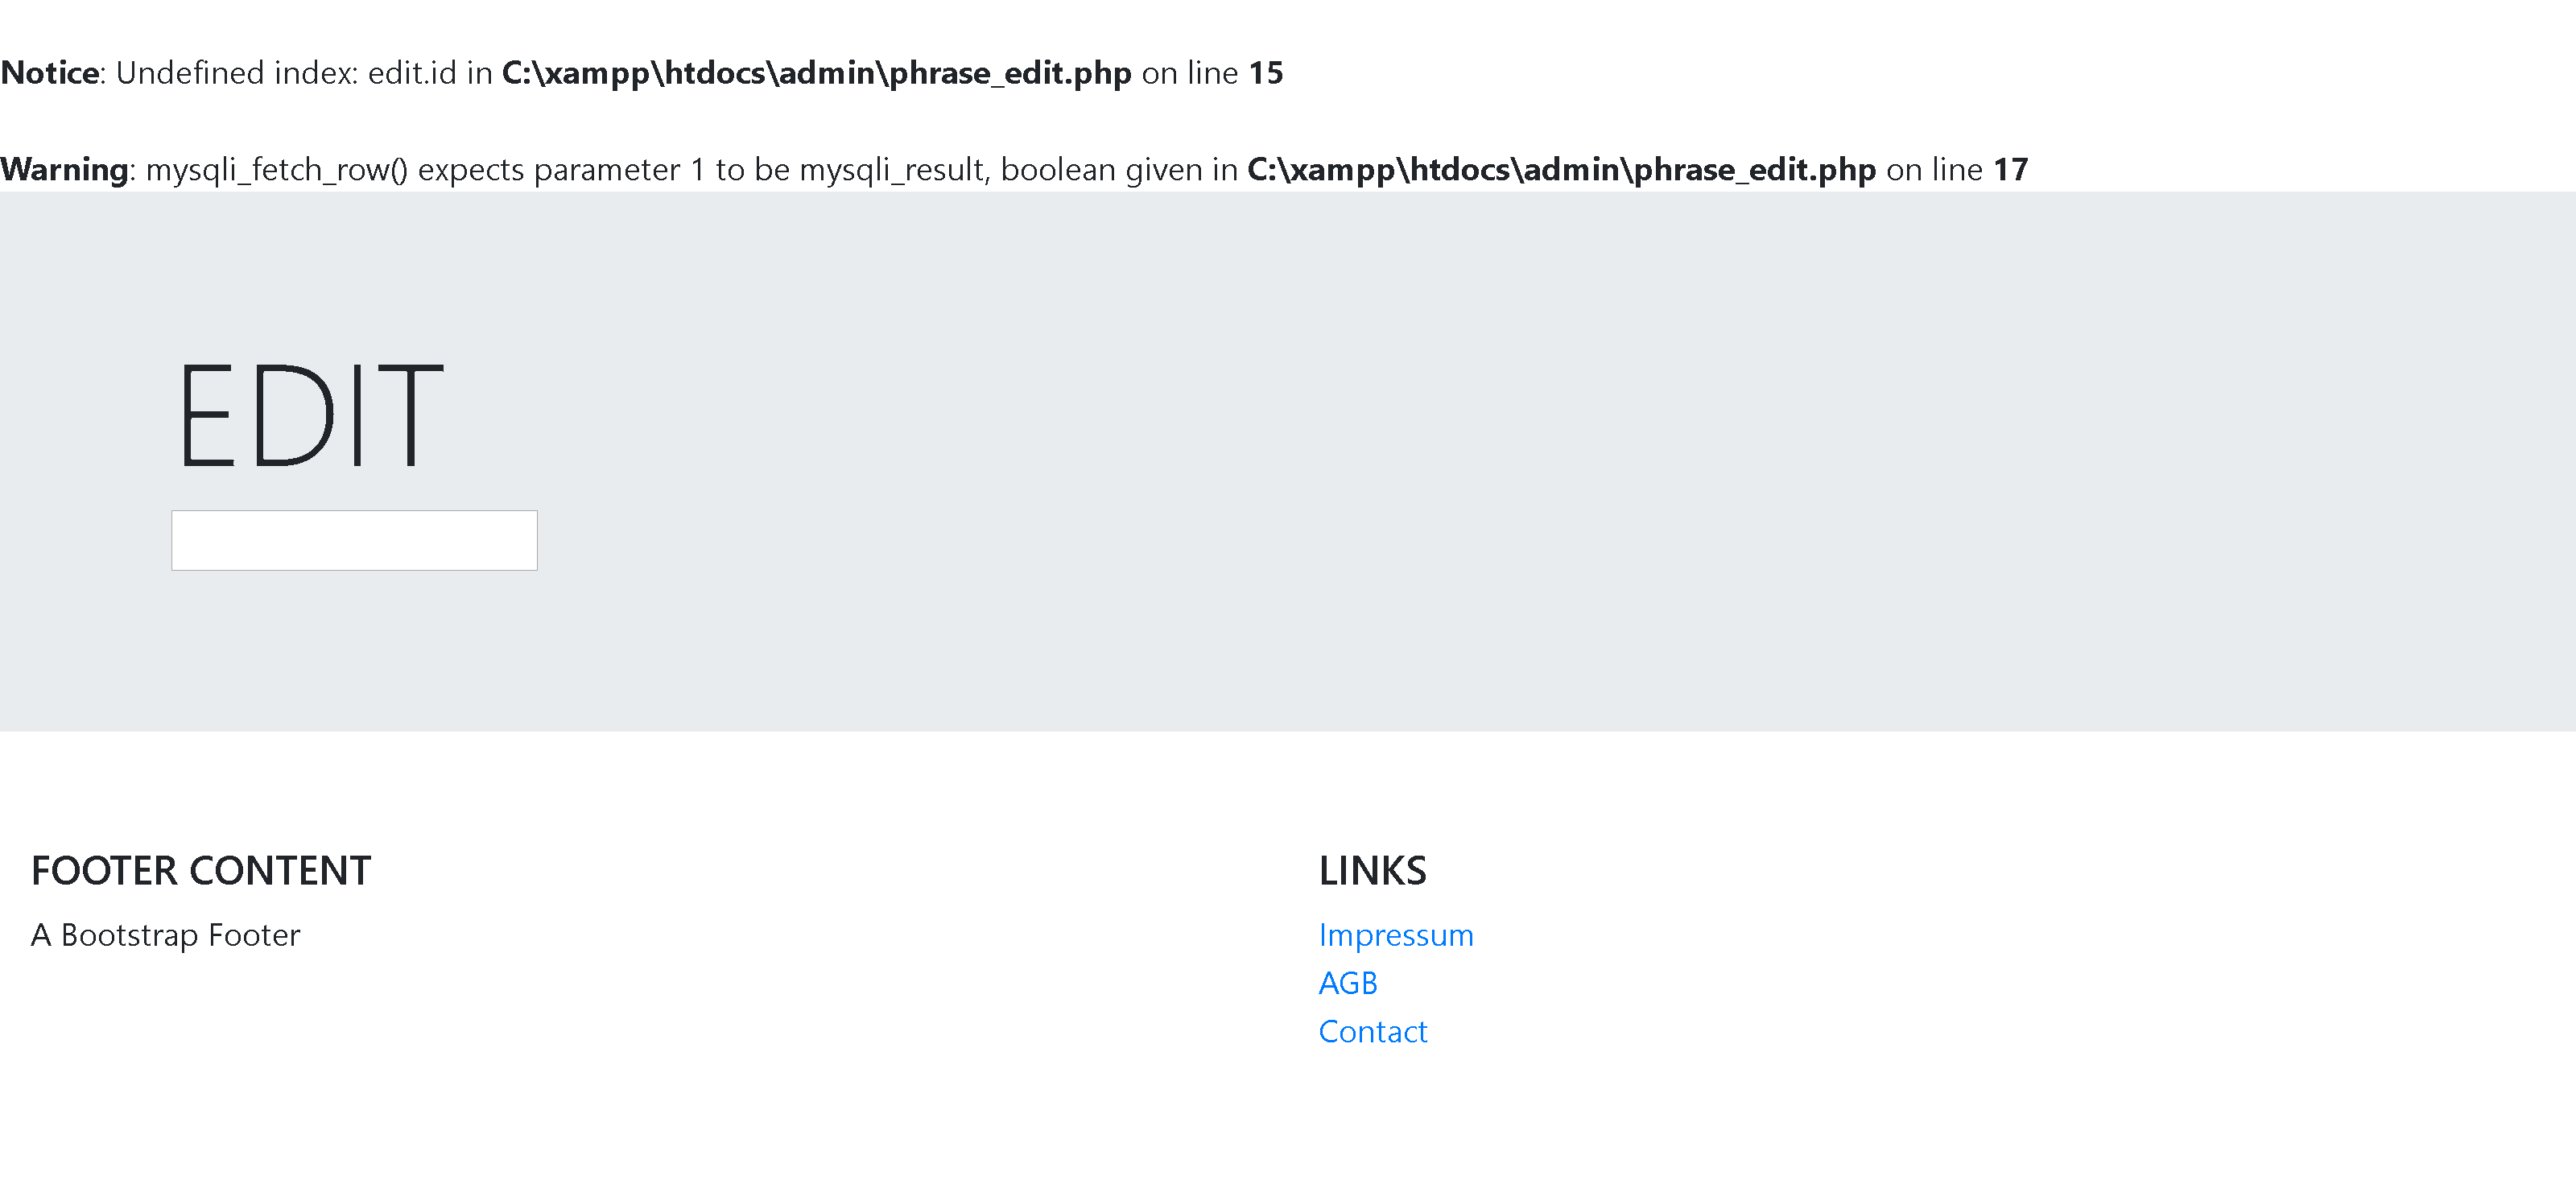 Notice: Undefined index: edit.id in C:\xampp\htdocs\admin\phrase_edit.php on line 15
Warning: mysqli_fetch_row() expects parameter 1 to be mysqli_result, boolean given in C:\xampp\htdocs\admin\phrase_edit.php on line 17
EDIT
FOOTER CONTENT
A Bootstrap Footer
LINKS
Impressum
AGB
Contact